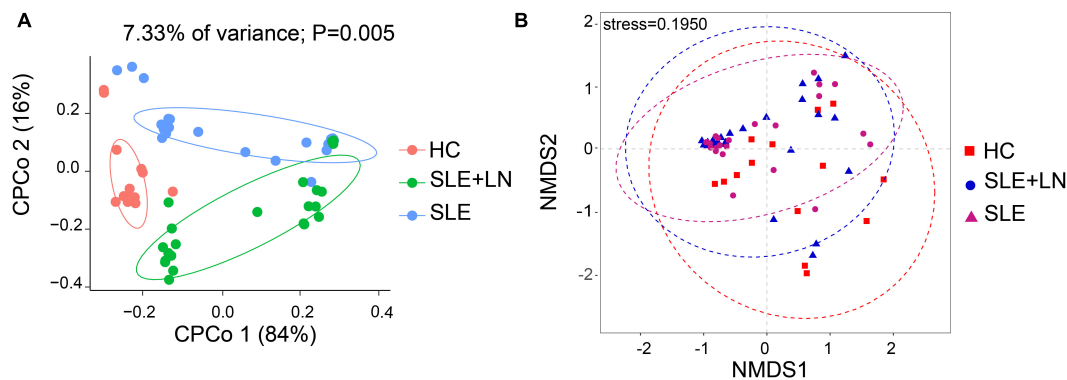 A
7.33% of variance; P=0.005
CPCo 2 (16%)
0.2
0.0
−0.2
−0.4
−0.2
0.0
0.2
0.4
CPCo 1 (84%)
HC
SLE+LN
SLE
B
stress=0.1950
NMDS2
2
1
0
-1
-2
-2
-1
0
1
2
NMDS1
HC
SLE+LN
SLE